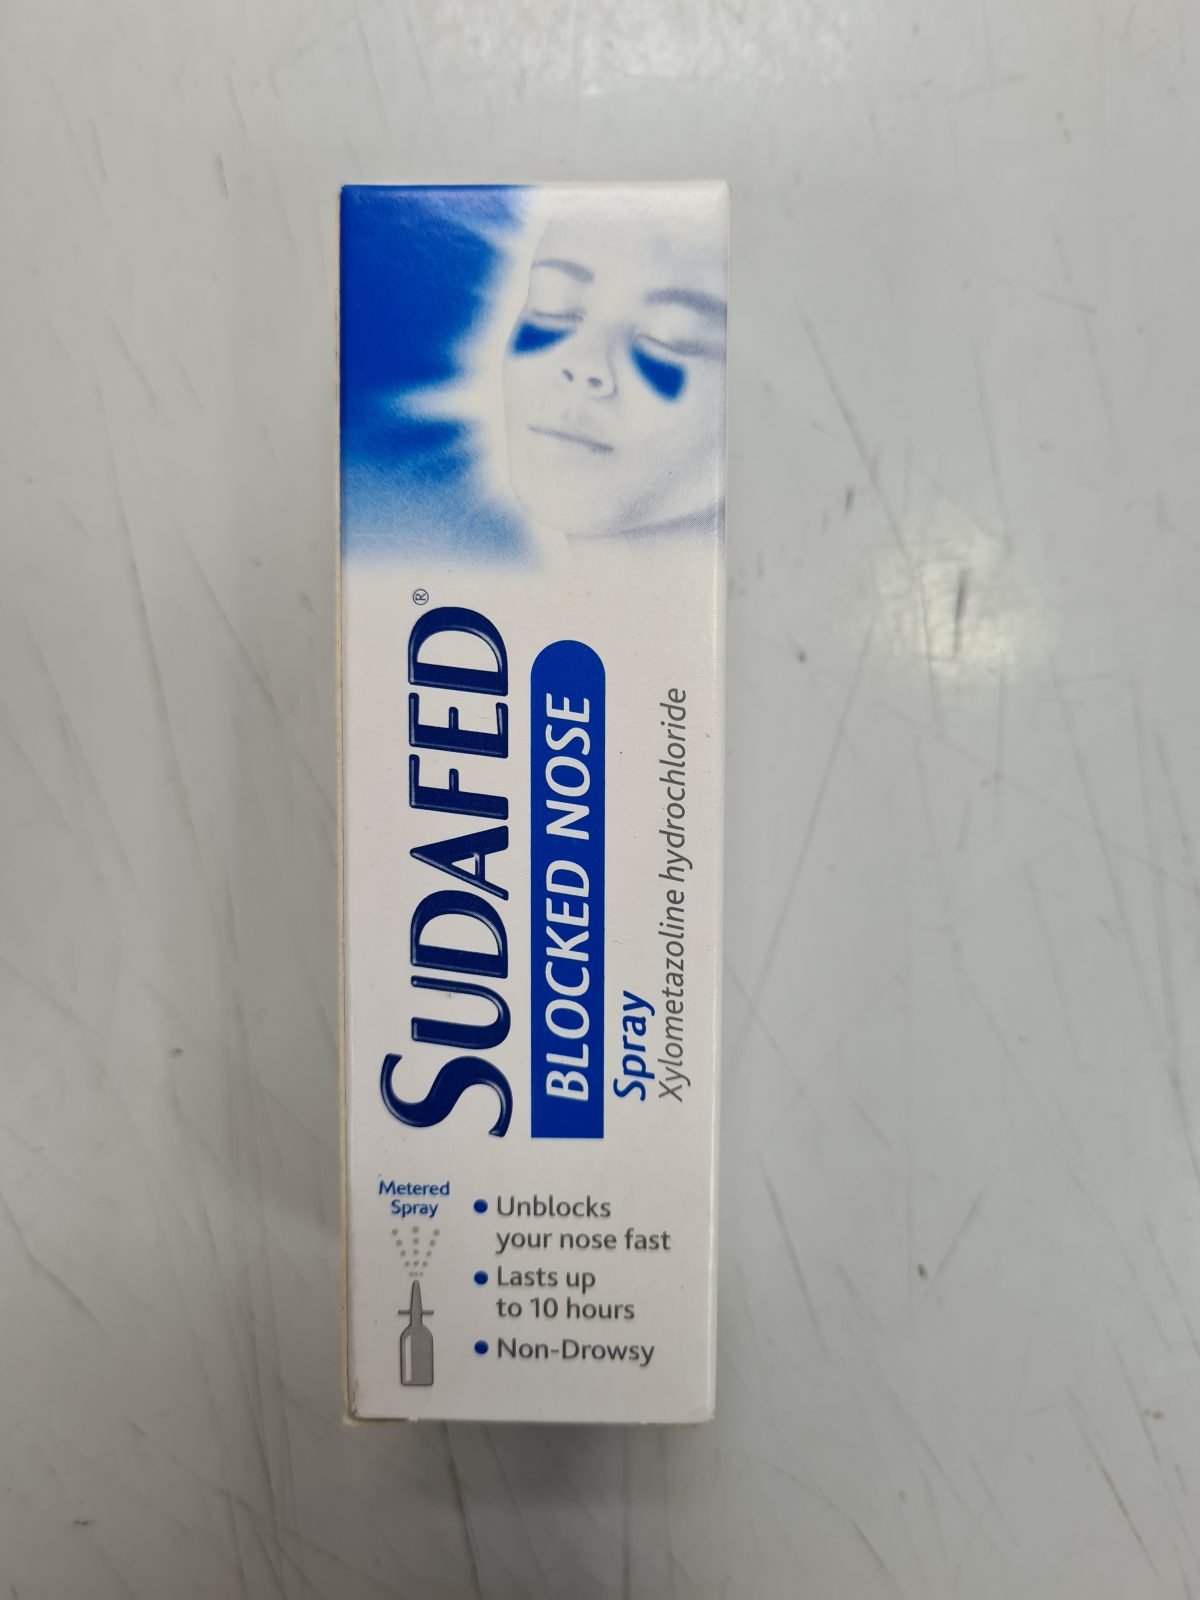 SUDAFED®
BLOCKED NOSE
Spray
Xylometazoline hydrochloride
Metered
Spray
• Unblocks
your nose fast
• Lasts up
to 10 hours
• Non-Drowsy